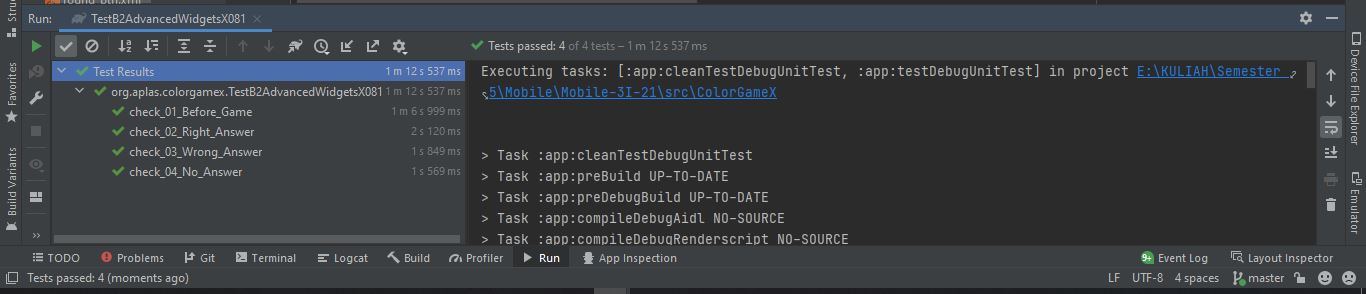 round_btn.xml
Run: TestB2AdvancedWidgetsX081
Tests passed: 4 of 4 tests – 1 m 12 s 537 ms
Test Results 1 m 12 s 537 ms
org.aplas.colorgamex.TestB2AdvancedWidgetsX081 1 m 12 s 537 ms
check_01_Before_Game 1 m 6 s 999 ms
check_02_Right_Answer 2 s 120 ms
check_03_Wrong_Answer 1 s 849 ms
check_04_No_Answer 1 s 569 ms
Executing tasks: [:app:cleanTestDebugUnitTest, :app:testDebugUnitTest] in project E:\KULIAH\Semester
5\Mobile\Mobile-3I-21\src\ColorGameX
> Task :app:cleanTestDebugUnitTest
> Task :app:preBuild UP-TO-DATE
> Task :app:preDebugBuild UP-TO-DATE
> Task :app:compileDebugAidl NO-SOURCE
> Task :app:compileDebugRenderscript NO-SOURCE
Favorites
Build Variants
Device File Explorer
Emulator
TODO Problems Git Terminal Logcat Build Profiler Run App Inspection 9+ Event Log Layout Inspector
Tests passed: 4 (moments ago) LF UTF-8 4 spaces master